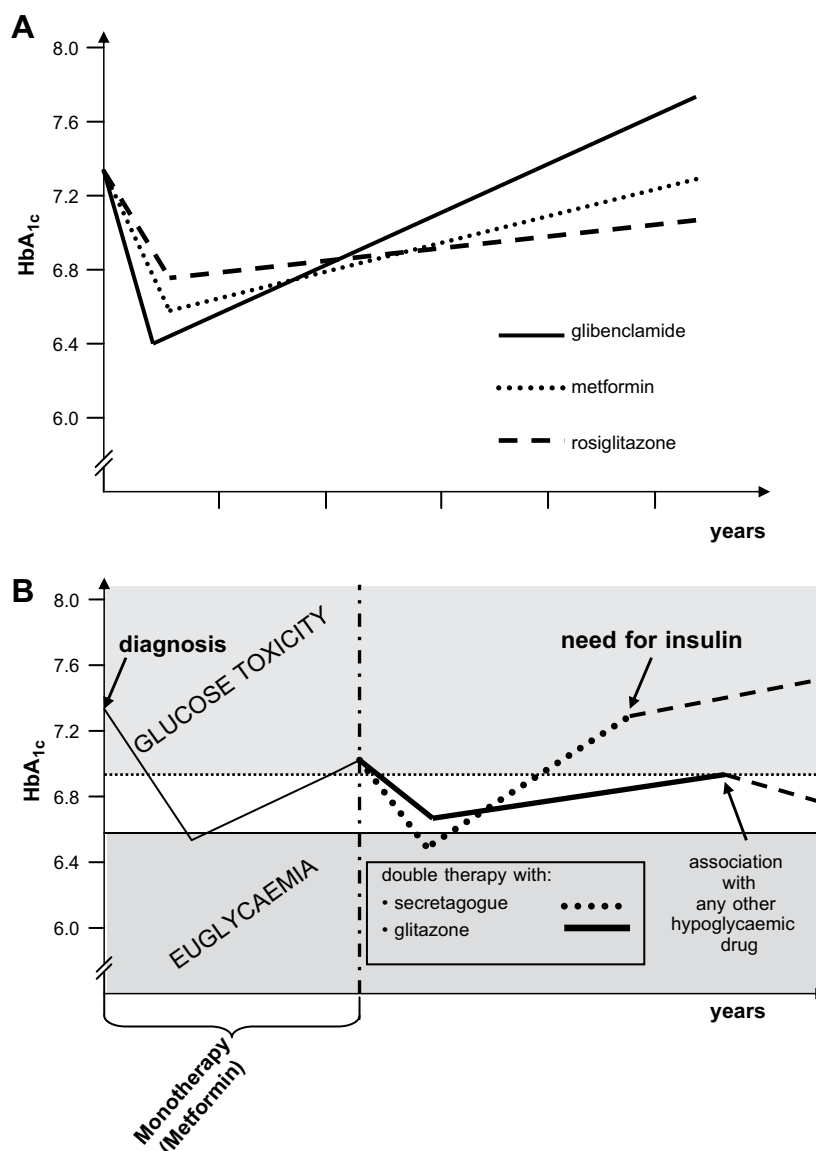 A
8.0
7.6
7.2
6.8
6.4
6.0
HbA1c
glibenclamide
metformin
rosiglitazone
years
B
8.0
7.6
7.2
6.8
6.4
6.0
HbA1c
diagnosis
GLUCOSE TOXICITY
need for insulin
EUGLYCAEMIA
double therapy with:
• secretagogue
• glitazone
association
with
any other
hypoglycaemic
drug
years
Monotherapy
(Metformin)